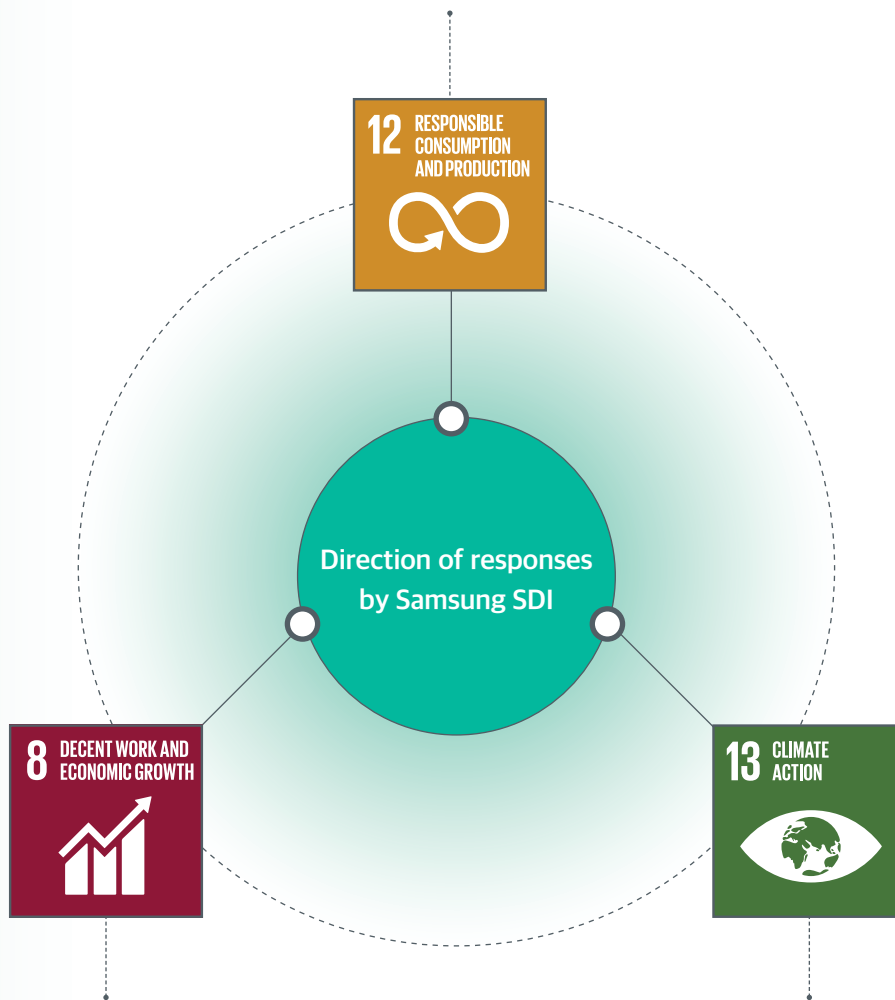 12 RESPONSIBLE
CONSUMPTION
AND PRODUCTION
Direction of responses
by Samsung SDI
8 DECENT WORK AND
ECONOMIC GROWTH
13 CLIMATE
ACTION